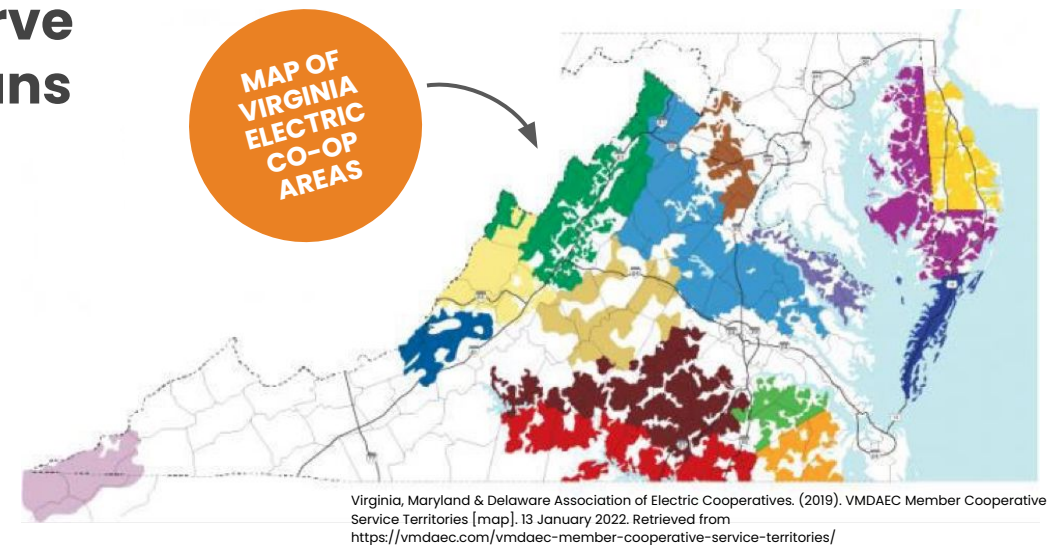 rve
ns
MAP OF
VIRGINIA
ELECTRIC
CO-OP
AREAS
Virginia, Maryland & Delaware Association of Electric Cooperatives. (2019). VMDAEC Member Cooperative
Service Territories [map]. 13 January 2022. Retrieved from
https://vmdaec.com/vmdaec-member-cooperative-service-territories/